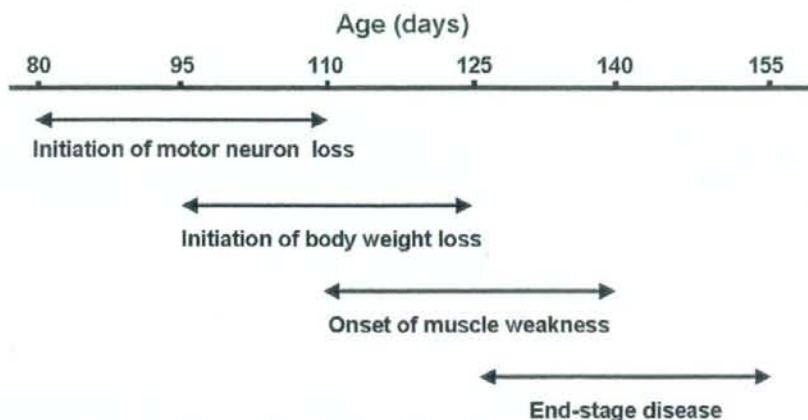 Age (days)
80 95 110 125 140 155
Initiation of motor neuron loss
Initiation of body weight loss
Onset of muscle weakness
End-stage disease